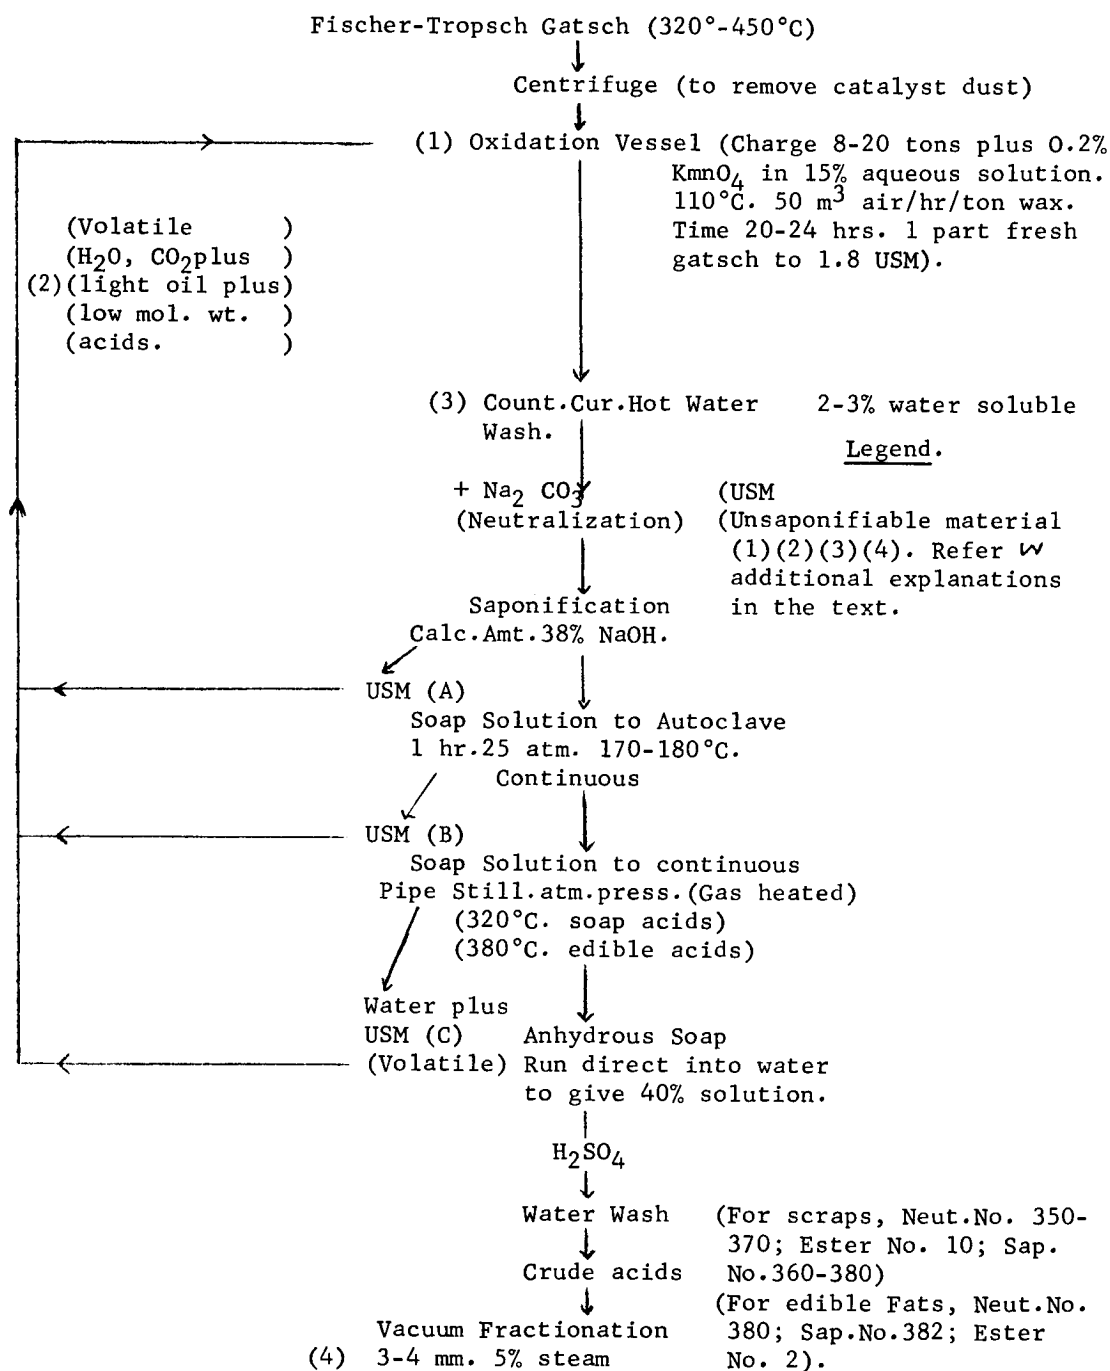 Fischer-Tropsch Gatsch (320°-450°C)
Centrifuge (to remove catalyst dust)
(1) Oxidation Vessel (Charge 8-20 tons plus 0.2%
KmnO4 in 15% aqueous solution.
110°C. 50 m3 air/hr/ton wax.
Time 20-24 hrs. 1 part fresh
gatsch to 1.8 USM).
(Volatile )
(H2O, CO2plus )
(2)(light oil plus)
(low mol. wt. )
(acids. )
(3) Count.Cur.Hot Water 2-3% water soluble
Wash.
Legend.
+ Na2 CO3 (USM
(Neutralization) (Unsaponifiable material
(1)(2)(3)(4). Refer
additional explanations
in the text.
Saponification
Calc.Amt.38% NaOH.
USM (A)
Soap Solution to Autoclave
1 hr.25 atm. 170-180°C.
Continuous
USM (B)
Soap Solution to continuous
Pipe Still.atm.press.(Gas heated)
(320°C. soap acids)
(380°C. edible acids)
Water plus
USM (C) Anhydrous Soap
(Volatile) Run direct into water
to give 40% solution.
H2SO4
Water Wash (For scraps, Neut.No. 350-
370; Ester No. 10; Sap.
Crude acids No.360-380)
(For edible Fats, Neut.No.
Vacuum Fractionation 380; Sap.No.382; Ester
(4) 3-4 mm. 5% steam No. 2).